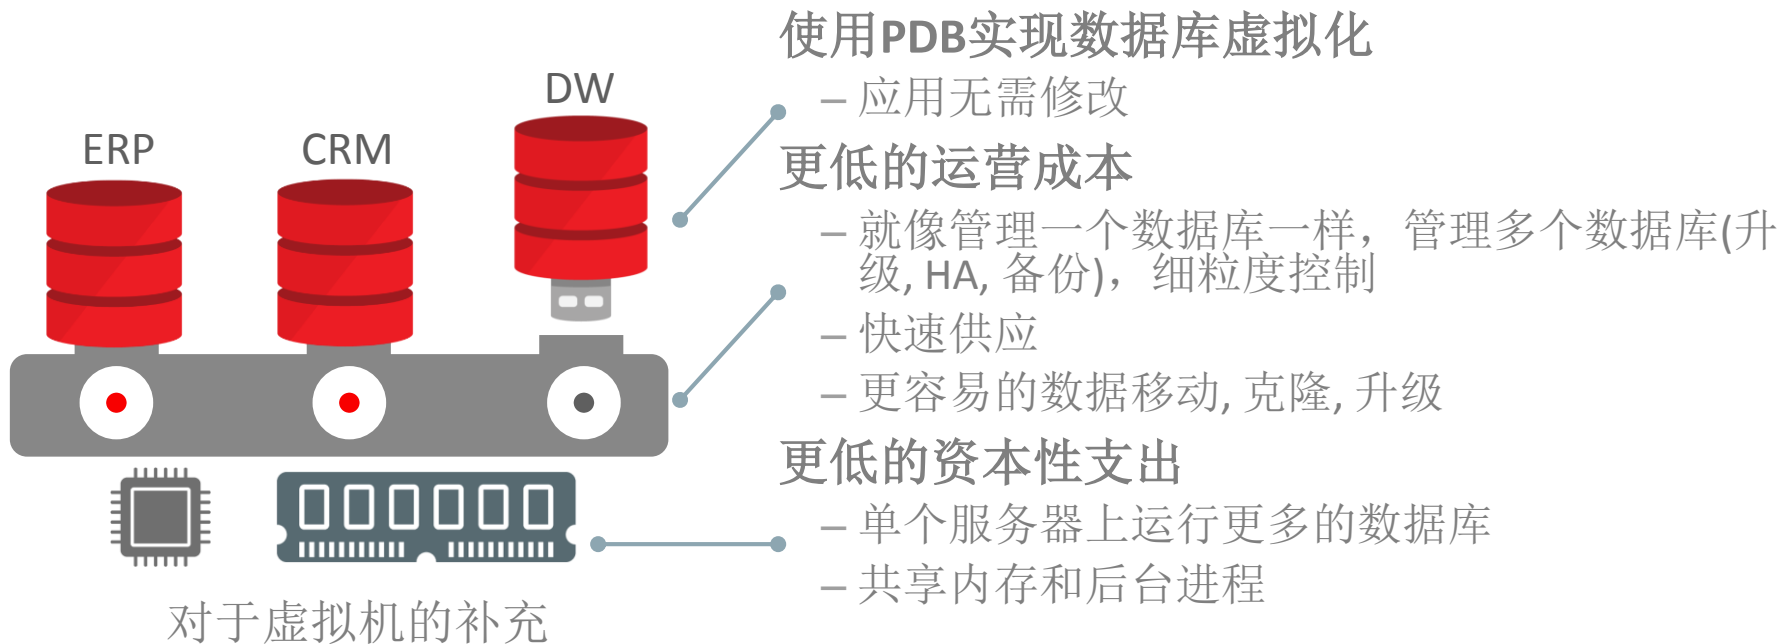 ERP
CRM
DW
对于虚拟机的补充
使用PDB实现数据库虚拟化
– 应用无需修改
更低的运营成本
– 就像管理一个数据库一样，管理多个数据库(升
级, HA, 备份)，细粒度控制
– 快速供应
– 更容易的数据移动, 克隆, 升级
更低的资本性支出
– 单个服务器上运行更多的数据库
– 共享内存和后台进程